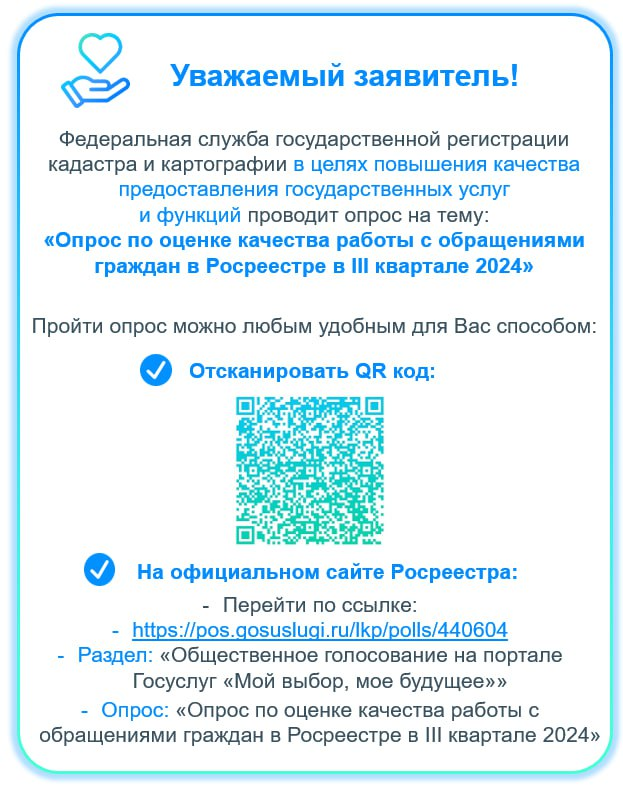 Уважаемый заявитель!
Федеральная служба государственной регистрации
кадастра и картографии в целях повышения качества
предоставления государственных услуг
и функций проводит опрос на тему:
«Опрос по оценке качества работы с обращениями
граждан в Росреестре в III квартале 2024»
Пройти опрос можно любым удобным для Вас способом:
Отсканировать QR код:
На официальном сайте Росреестра:
- Перейти по ссылке:
- https://pos.gosuslugi.ru/lkp/polls/440604
- Раздел: «Общественное голосование на портале
Госуслуг «Мой выбор, мое будущее»»
- Опрос: «Опрос по оценке качества работы с
обращениями граждан в Росреестре в III квартале 2024»